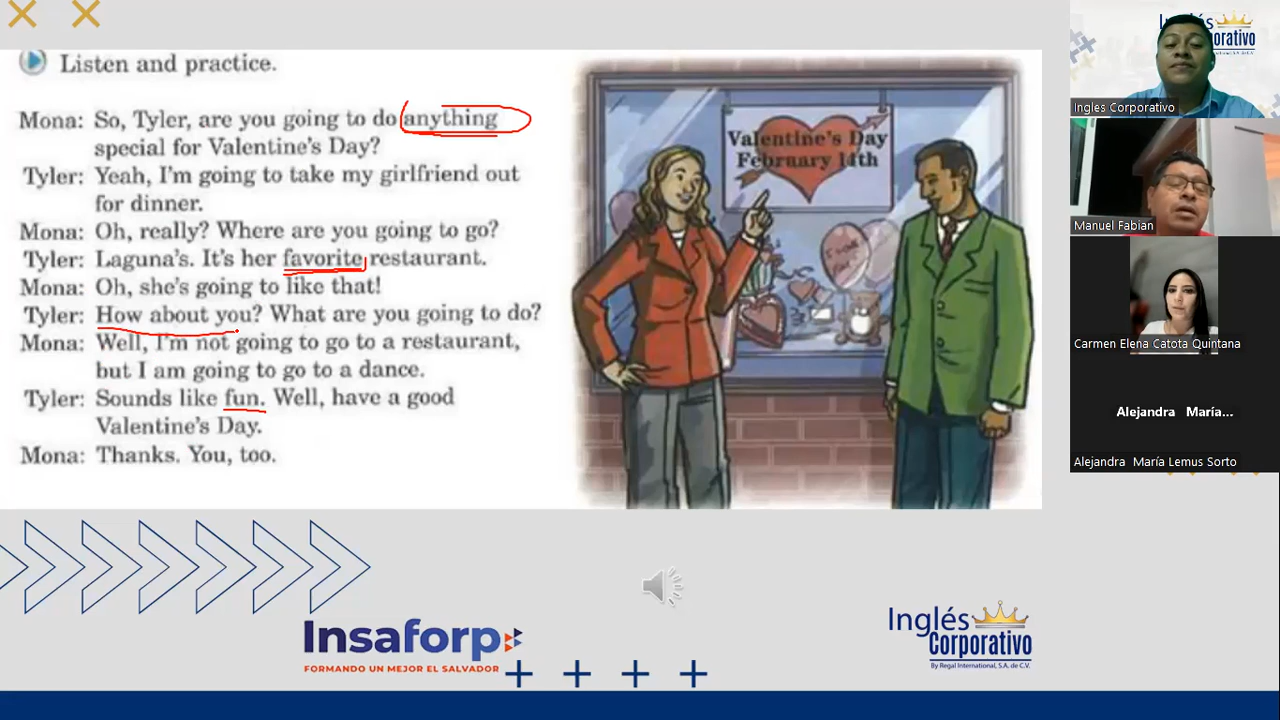 Listen and practice.
Mona: So, Tyler, are you going to do anything
special for Valentine's Day?
Tyler: Yeah, I'm going to take my girlfriend out
for dinner.
Mona: Oh, really? Where are you going to go?
Tyler: Laguna's. It's her favorite restaurant.
Mona: Oh, she's going to like that!
Tyler: How about you? What are you going to do?
Mona: Well, I'm not going to go to a restaurant,
but I am going to go to a dance.
Tyler: Sounds like fun. Well, have a good
Valentine's Day.
Mona: Thanks. You, too.
Valentine's Day
February 14th
Insaforp
FORMANDO UN MEJOR EL SALVADOR
Inglés
Corporativo
By Regal International, S.A. de C.V.
Ingles Corporativo
Manuel Fabian
Carmen Elena Catota Quintana
Alejandra María...
Alejandra María Lemus Sorto